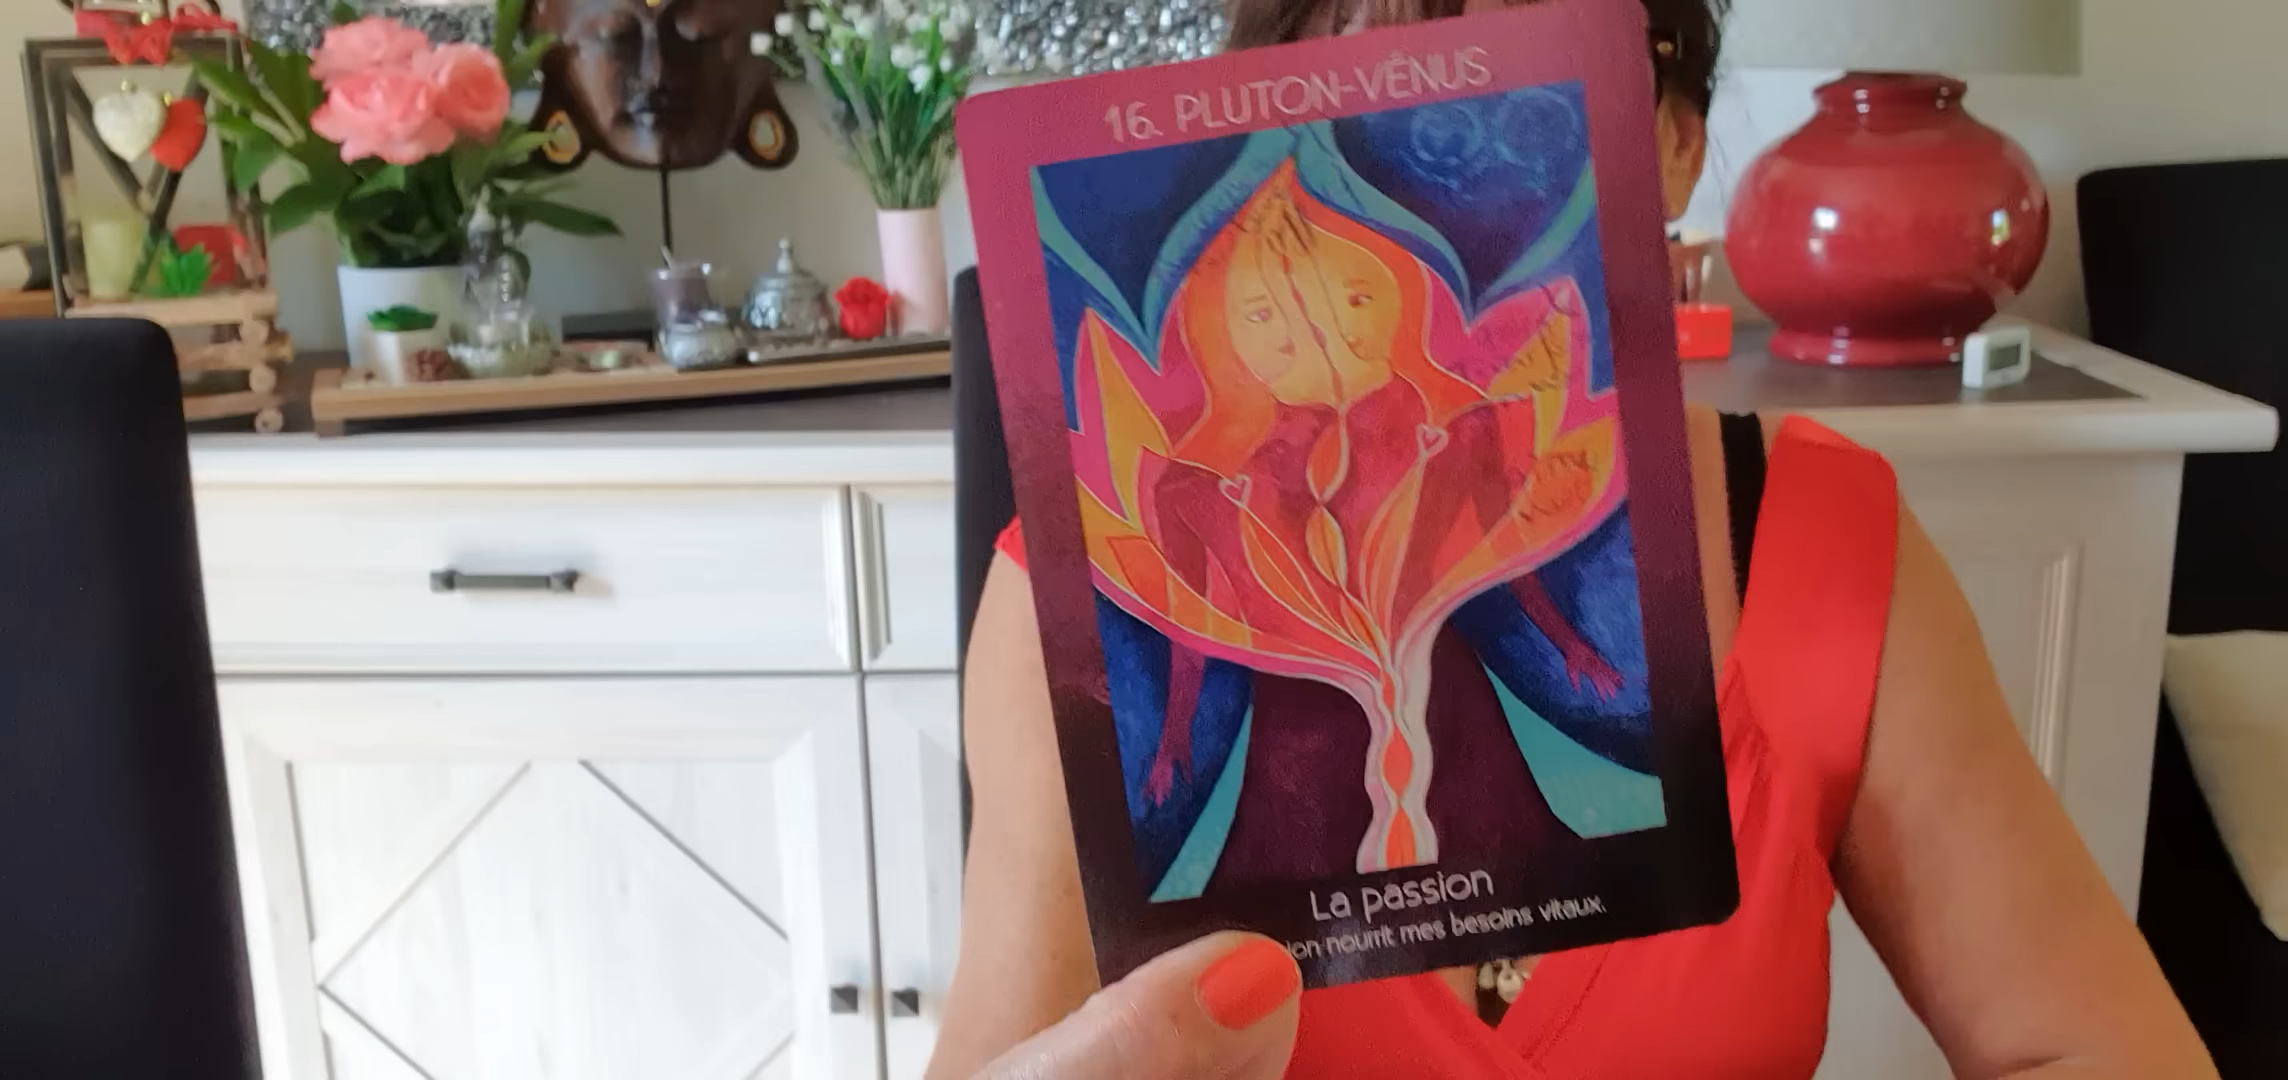 16. PLUTON-VÉNUS
La passion
nourrit mes besoins vitaux.